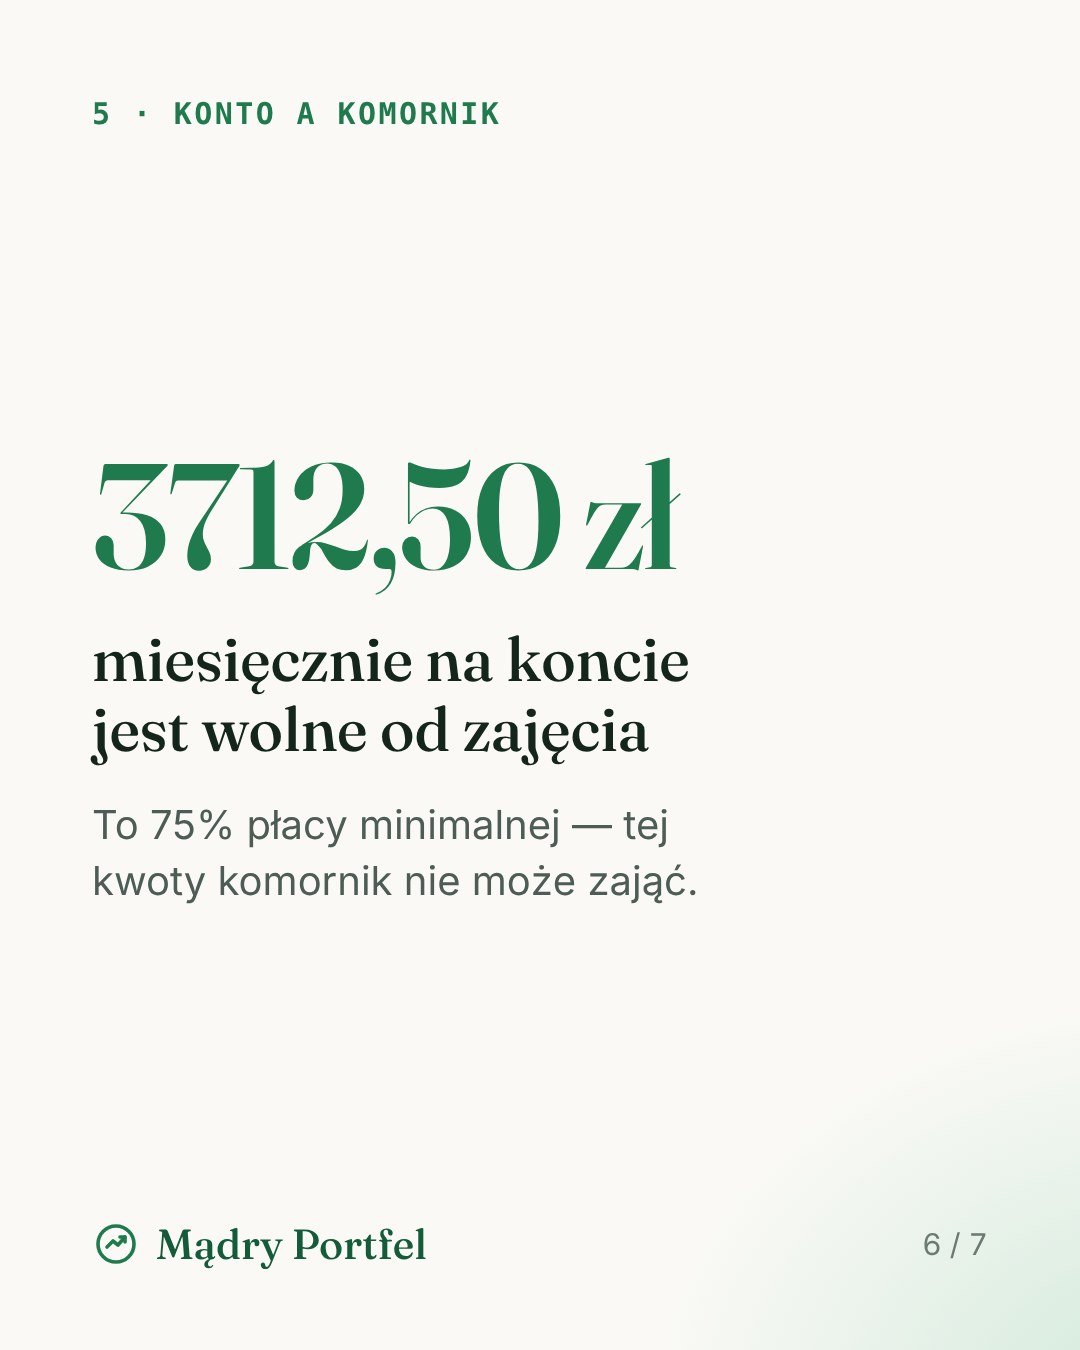 5 · KONTO A KOMORNIK
3712,50 zł
miesięcznie na koncie
jest wolne od zajęcia
To 75% płacy minimalnej — tej
kwoty komornik nie może zająć.
Mądry Portfel
6 / 7